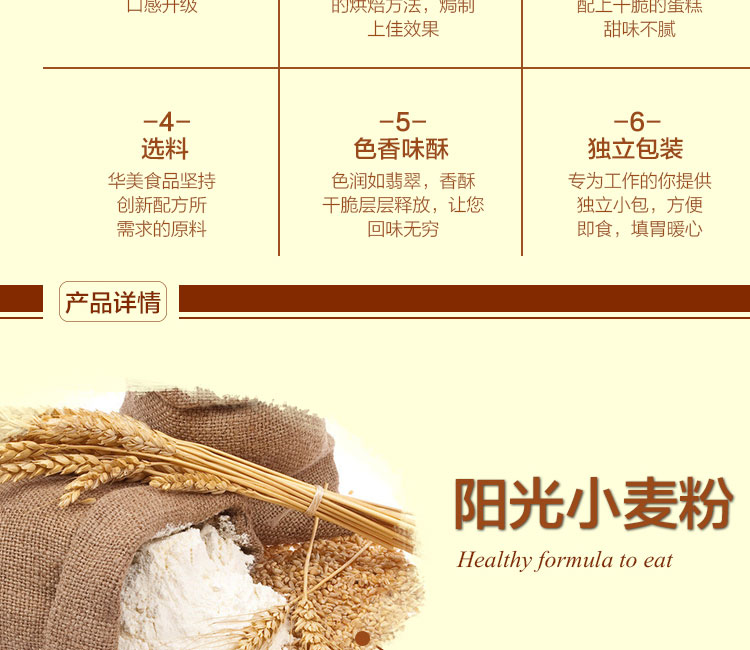 口感升级
的烘焙方法，焗制
上佳效果
配上干脆的蛋糕
甜味不腻
-4-
选料
华美食品坚持
创新配方所
需求的原料
-5-
色香味酥
色润如翡翠，香酥
干脆层层释放，让您
回味无穷
-6-
独立包装
专为工作的你提供
独立小包，方便
即食，填胃暖心
产品详情
阳光小麦粉
Healthy formula to eat